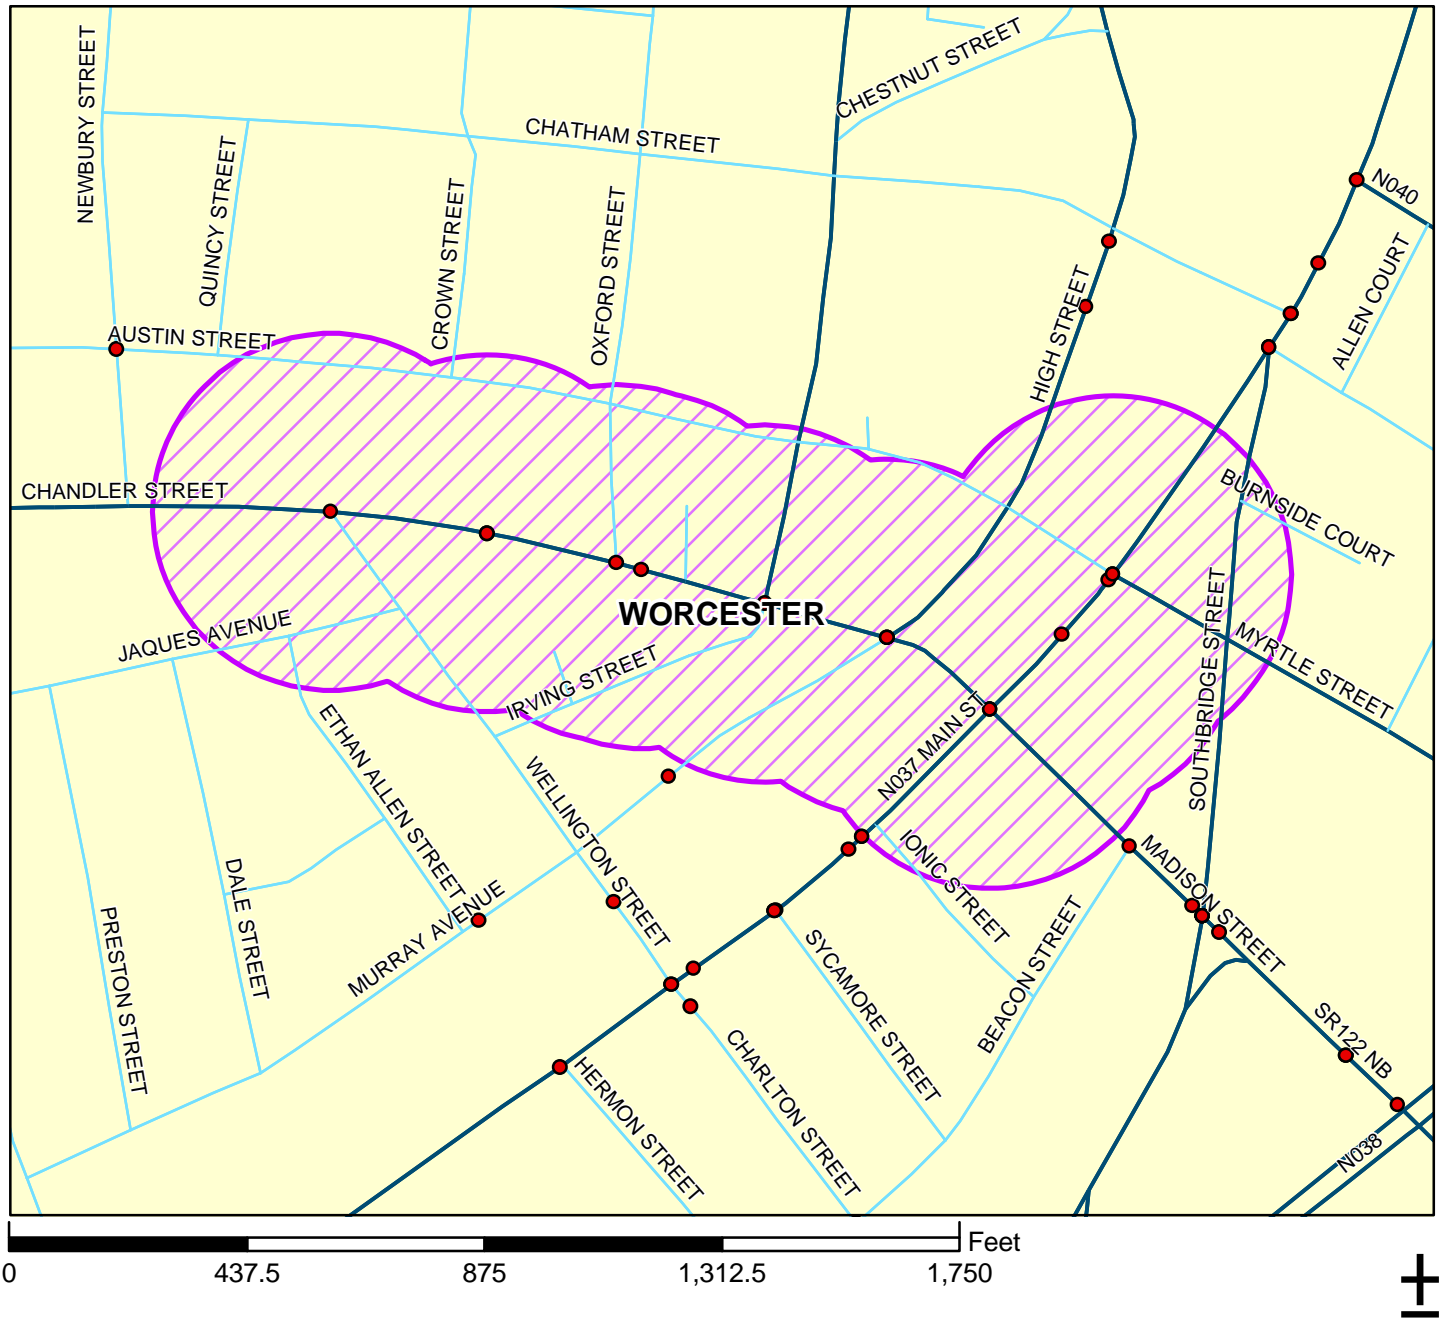 NEWBURY STREET
QUINCY STREET
CROWN STREET
OXFORD STREET
CHATHAM STREET
CHESTNUT STREET
HIGH STREET
N040
ALLEN COURT
AUSTIN STREET
CHANDLER STREET
BURNSIDE COURT
WORCESTER
JAQUES AVENUE
IRVING STREET
SOUTHBRIDGE STREET
MYRTLE STREET
N037 MAIN ST
ETHAN ALLEN STREET
WELLINGTON STREET
IONIC STREET
MADISON STREET
DALE STREET
PRESTON STREET
MURRAY AVENUE
SYCAMORE STREET
BEACON STREET
SR122 NB
CHARLTON STREET
HERMON STREET
N038
Feet
0 437.5 875 1,312.5 1,750